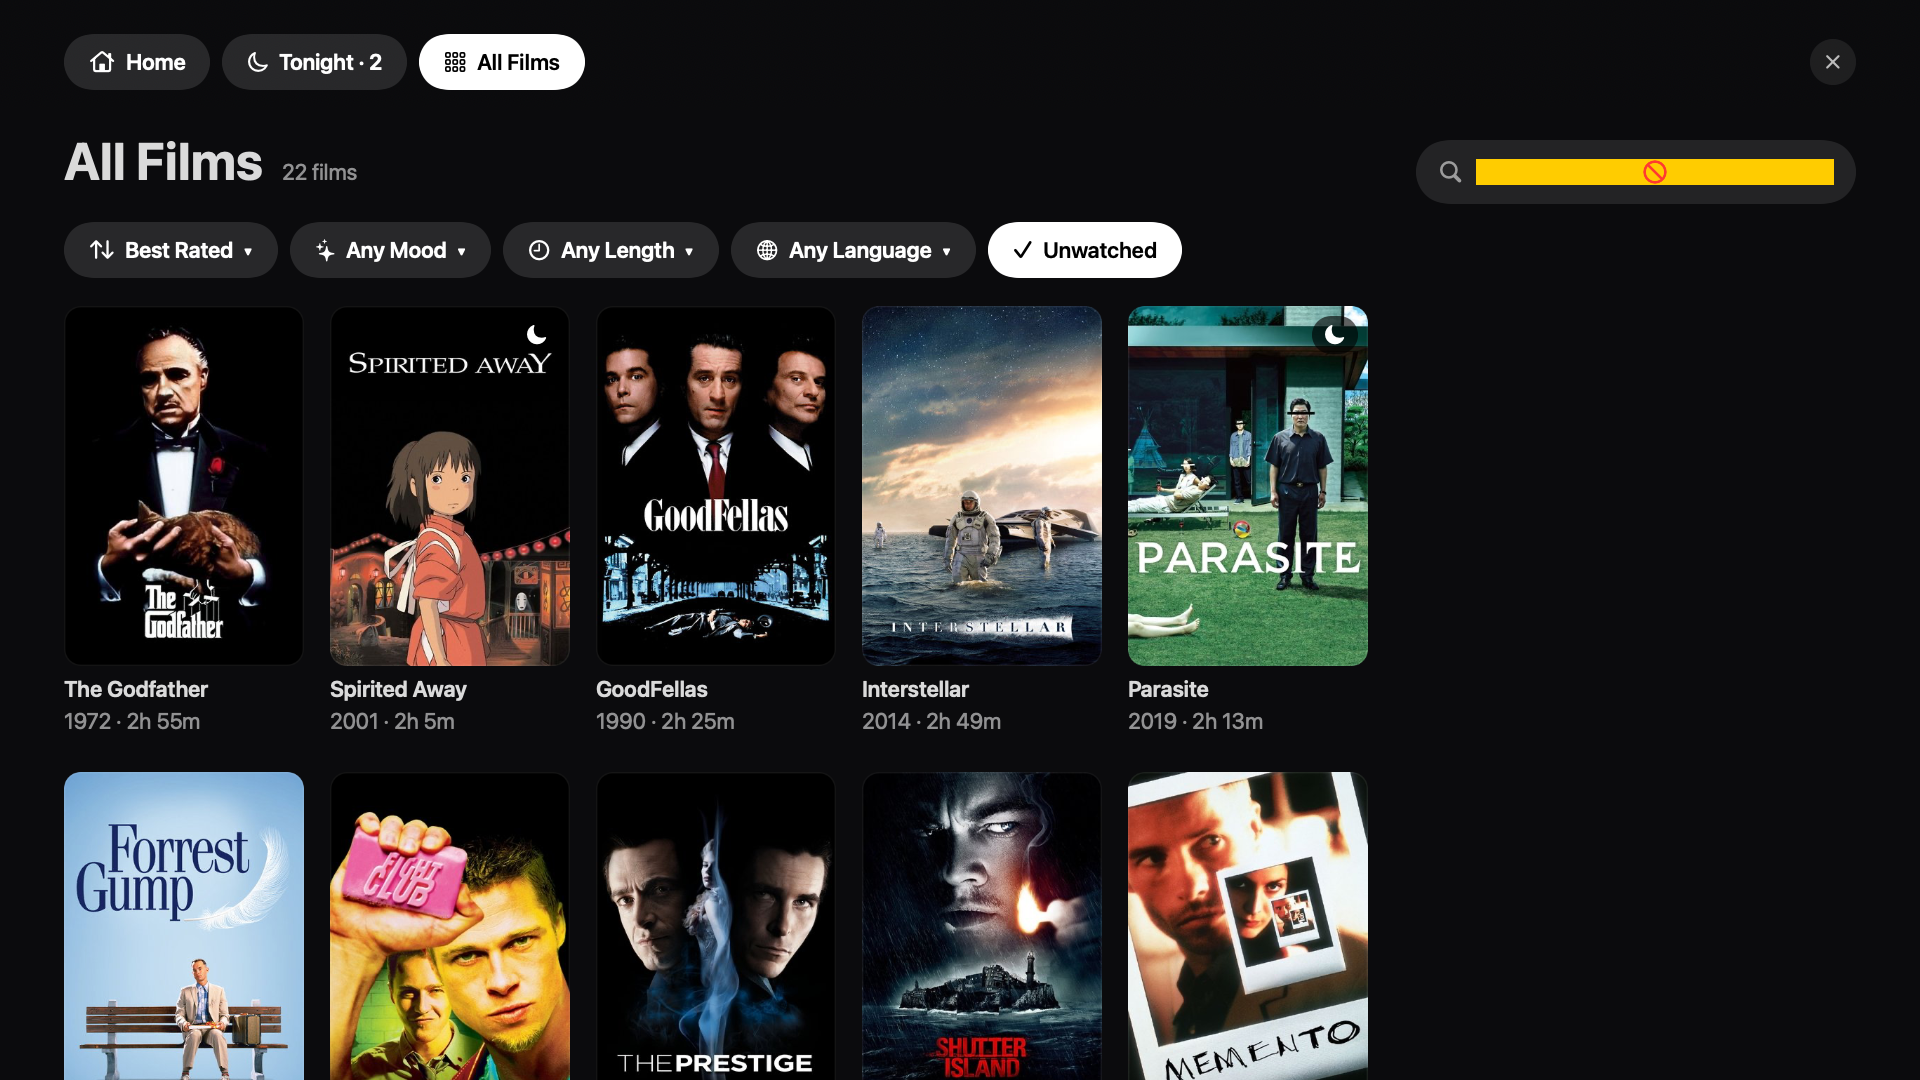 Home
Tonight · 2
All Films
All Films
22 films
Best Rated
Any Mood
Any Length
Any Language
Unwatched
SPIRITED AWAY
GOODFELLAS
INTERSTELLAR
PARASITE
The
Godfather
The Godfather
1972 · 2h 55m
Spirited Away
2001 · 2h 5m
GoodFellas
1990 · 2h 25m
Interstellar
2014 · 2h 49m
Parasite
2019 · 2h 13m
Forrest
Gump
FIGHT
CLUB
THE PRESTIGE
SHUTTER
ISLAND
MEMENTO